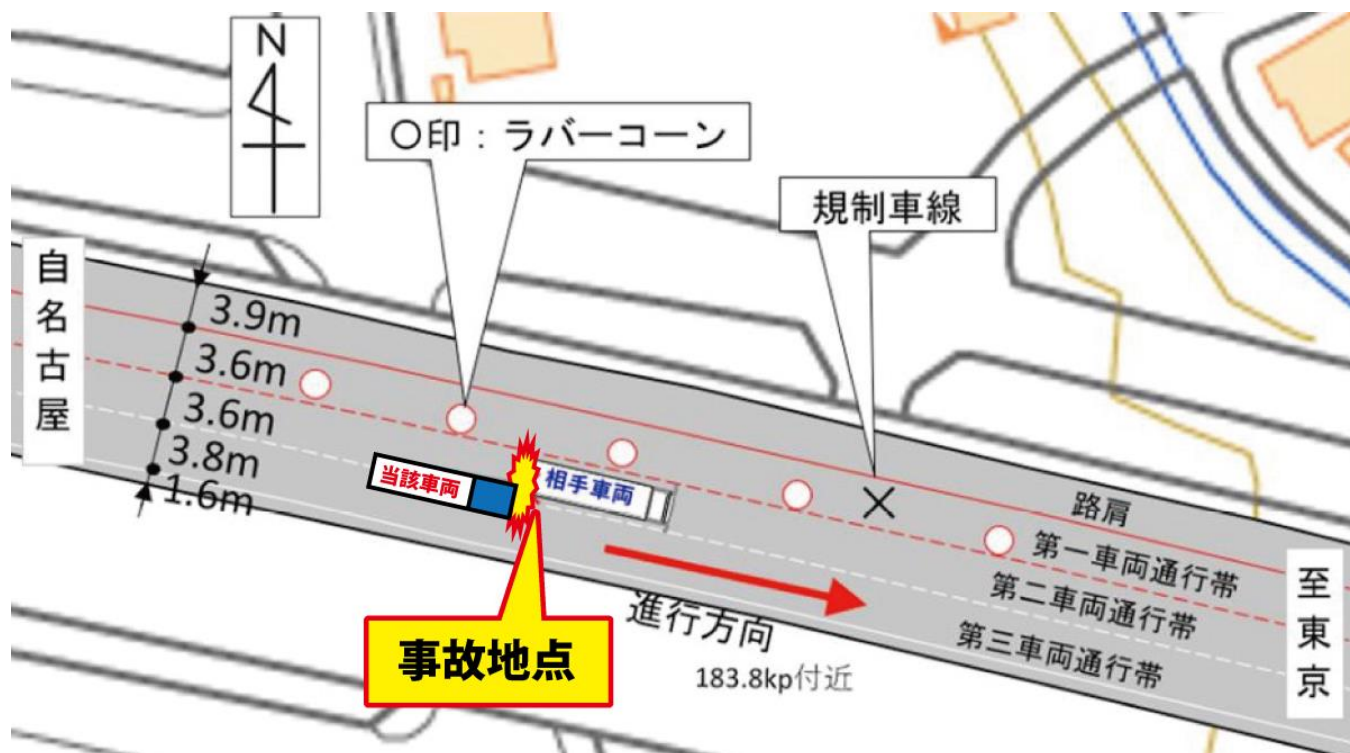 N
〇印：ラバーコーン
規制車線
自名古屋
3.9m
3.6m
3.6m
3.8m
1.6m
当該車両
相手車両
路肩
第一車両通行帯
第二車両通行帯
第三車両通行帯
至東京
進行方向
事故地点
183.8kp付近